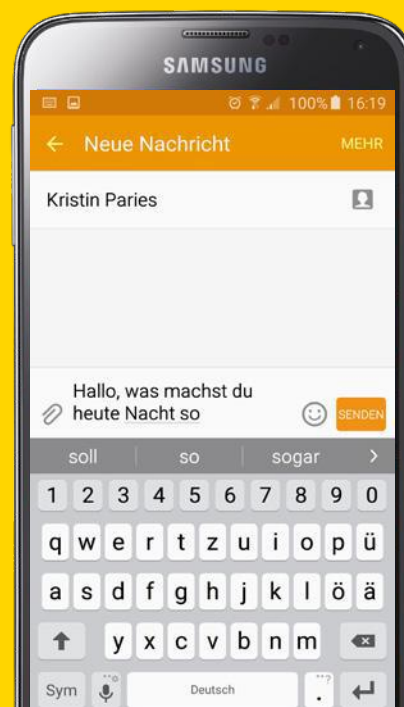 SAMSUNG
100% 16:19
Neue Nachricht MEHR
Kristin Paries
Hallo, was machst du
heute Nacht so
SENDEN
soll so sogar >
1 2 3 4 5 6 7 8 9 0
q w e r t z u i o p ü
a s d f g h j k l ö ä
y x c v b n m
Sym Deutsch .